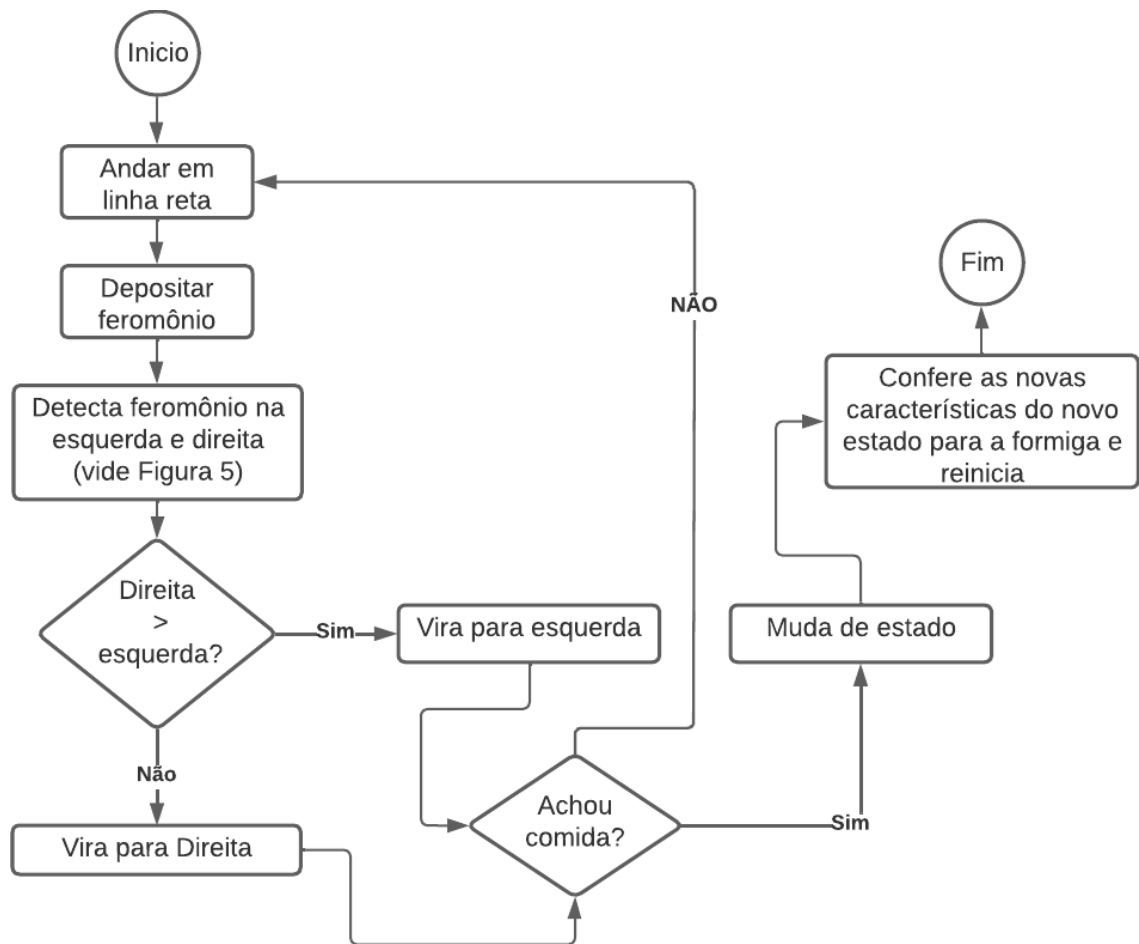 Inicio
Andar em
linha reta
Depositar
feromônio
Detecta feromônio na
esquerda e direita
(vide Figura 5)
Direita
>
esquerda?
Sim
Vira para esquerda
Não
Vira para Direita
Achou
comida?
NÃO
Sim
Muda de estado
Confere as novas
características do novo
estado para a formiga e
reinicia
Fim